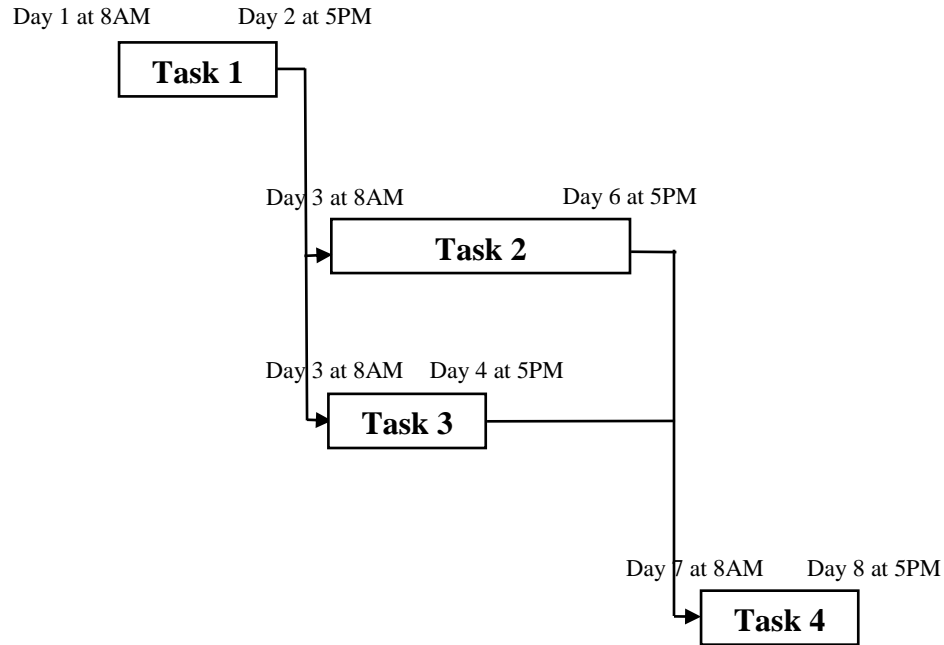 Day 1 at 8AM Day 2 at 5PM
Task 1
Day 3 at 8AM Day 6 at 5PM
Task 2
Day 3 at 8AM Day 4 at 5PM
Task 3
Day 7 at 8AM Day 8 at 5PM
Task 4